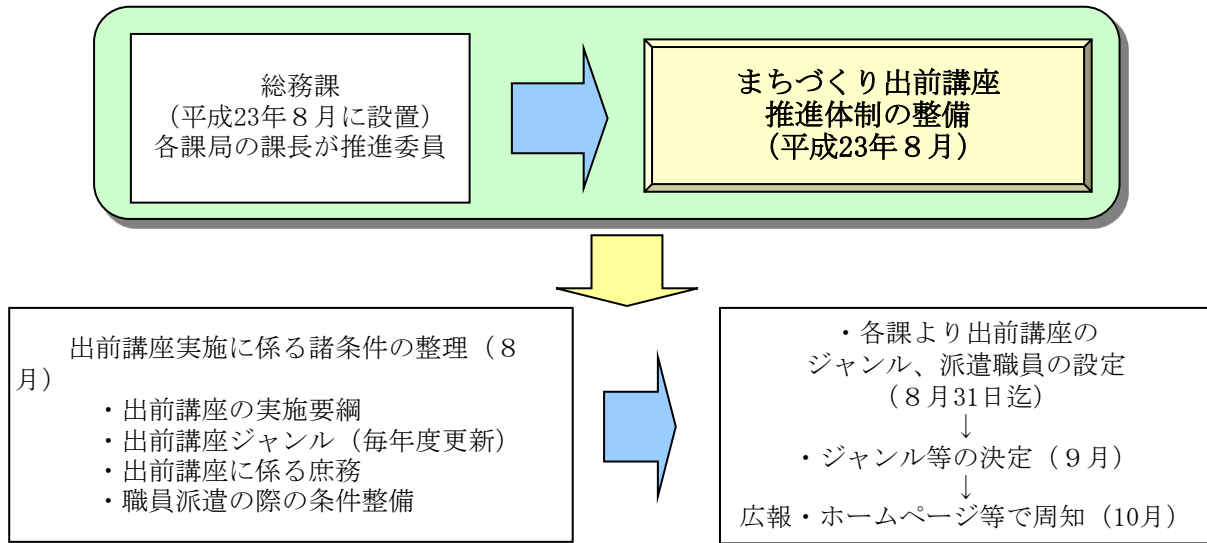 総務課
（平成23年８月に設置）
各課局の課長が推進委員
まちづくり出前講座
推進体制の整備
（平成23年８月）
出前講座実施に係る諸条件の整理（８
月）
・出前講座の実施要綱
・出前講座ジャンル（毎年度更新）
・出前講座に係る庶務
・職員派遣の際の条件整備
・各課より出前講座の
ジャンル、派遣職員の設定
（８月31日迄）
↓
・ジャンル等の決定（９月）
↓
広報・ホームページ等で周知（10月）